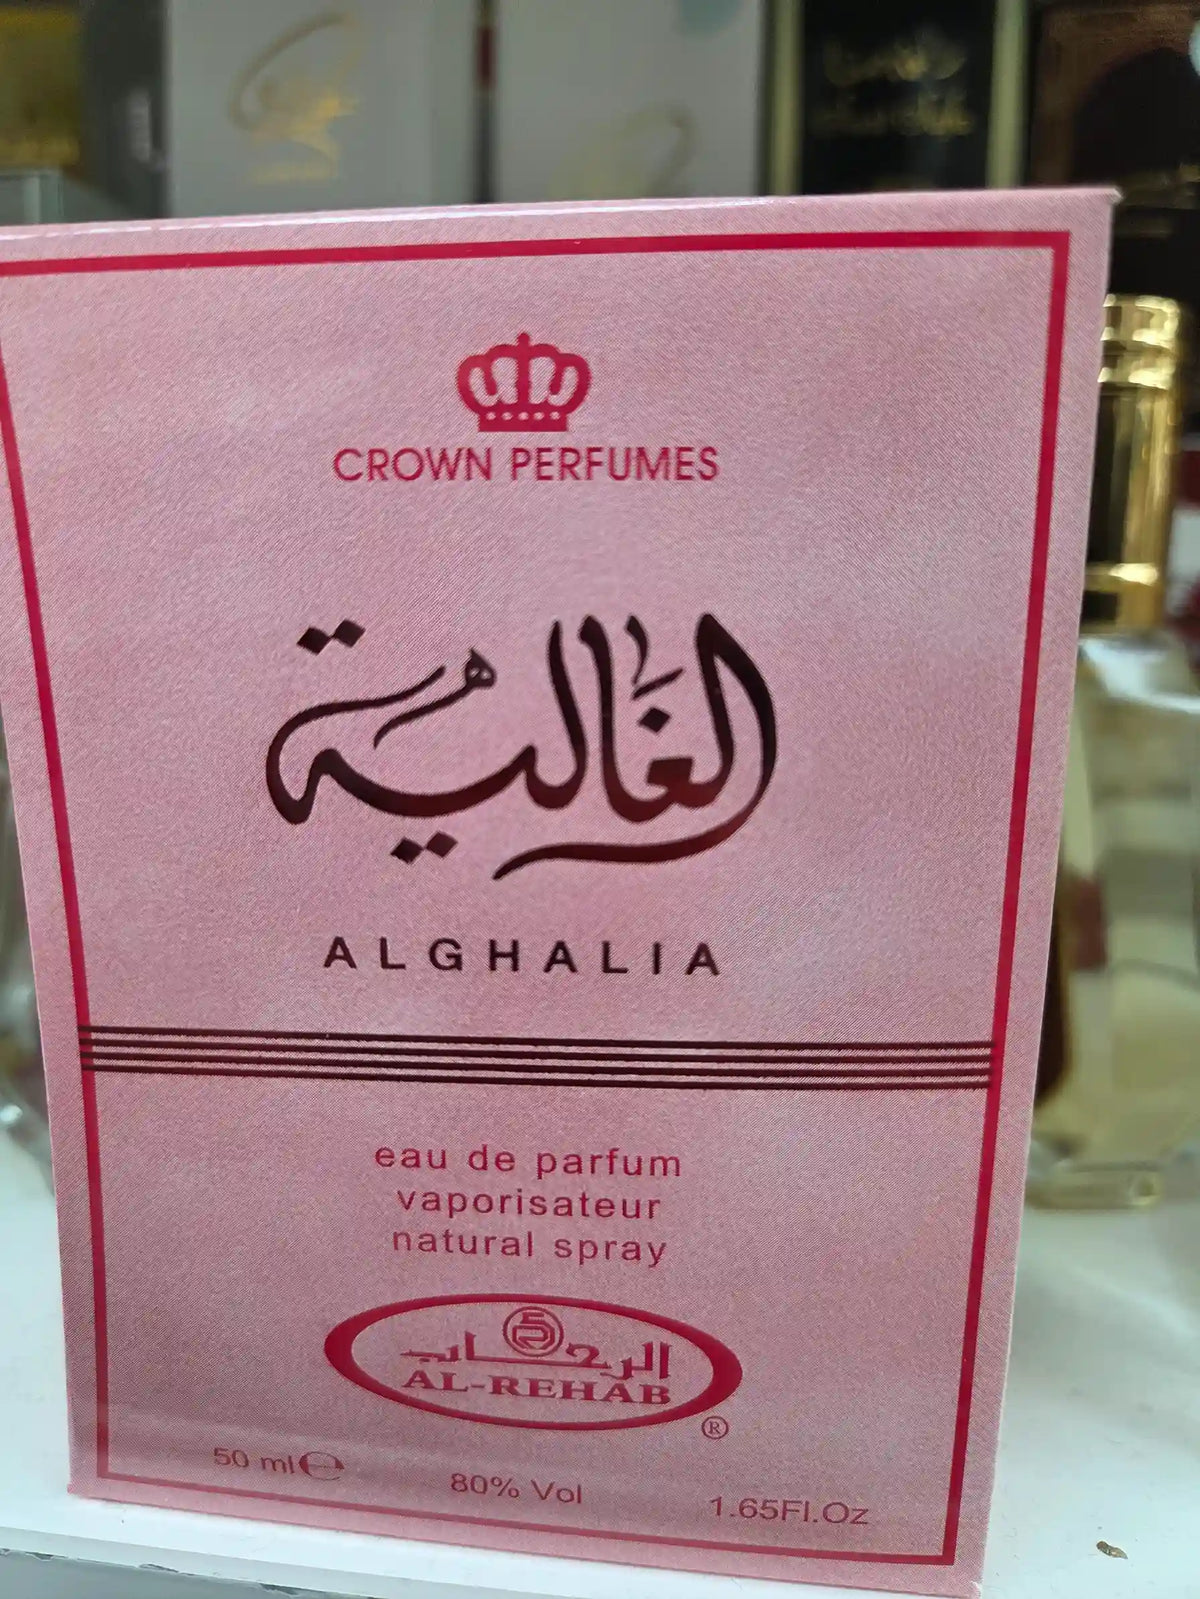 CROWN PERFUMES
الغالية
ALGHALIA
eau de parfum
vaporisateur
natural spray
الرحاب
AL-REHAB
®
50 ml ℮
80% Vol
1.65Fl.Oz